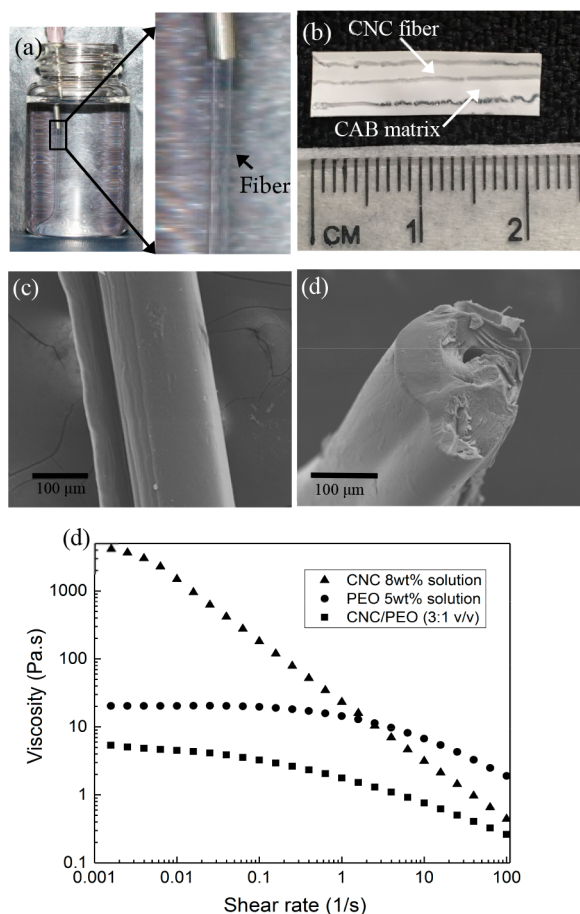 (a)
Fiber
(b)
CNC fiber
CAB matrix
CM
1
2
(c)
100 μm
(d)
100 μm
(d)
Viscosity (Pa.s)
1000
100
10
1
0.1
CNC 8wt% solution
PEO 5wt% solution
CNC/PEO (3:1 v/v)
0.001
0.01
0.1
1
10
100
Shear rate (1/s)